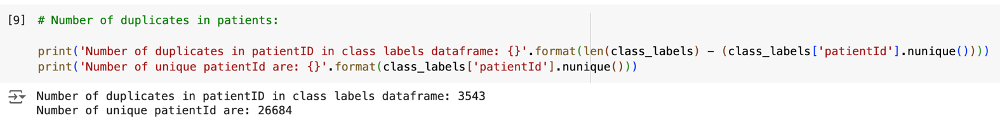 [9] # Number of duplicates in patients:
print('Number of duplicates in patientID in class labels dataframe: {}'.format(len(class_labels) - (class_labels['patientId'].nunique())))
print('Number of unique patientId are: {}'.format(class_labels['patientId'].nunique()))
Number of duplicates in patientID in class labels dataframe: 3543
Number of unique patientId are: 26684